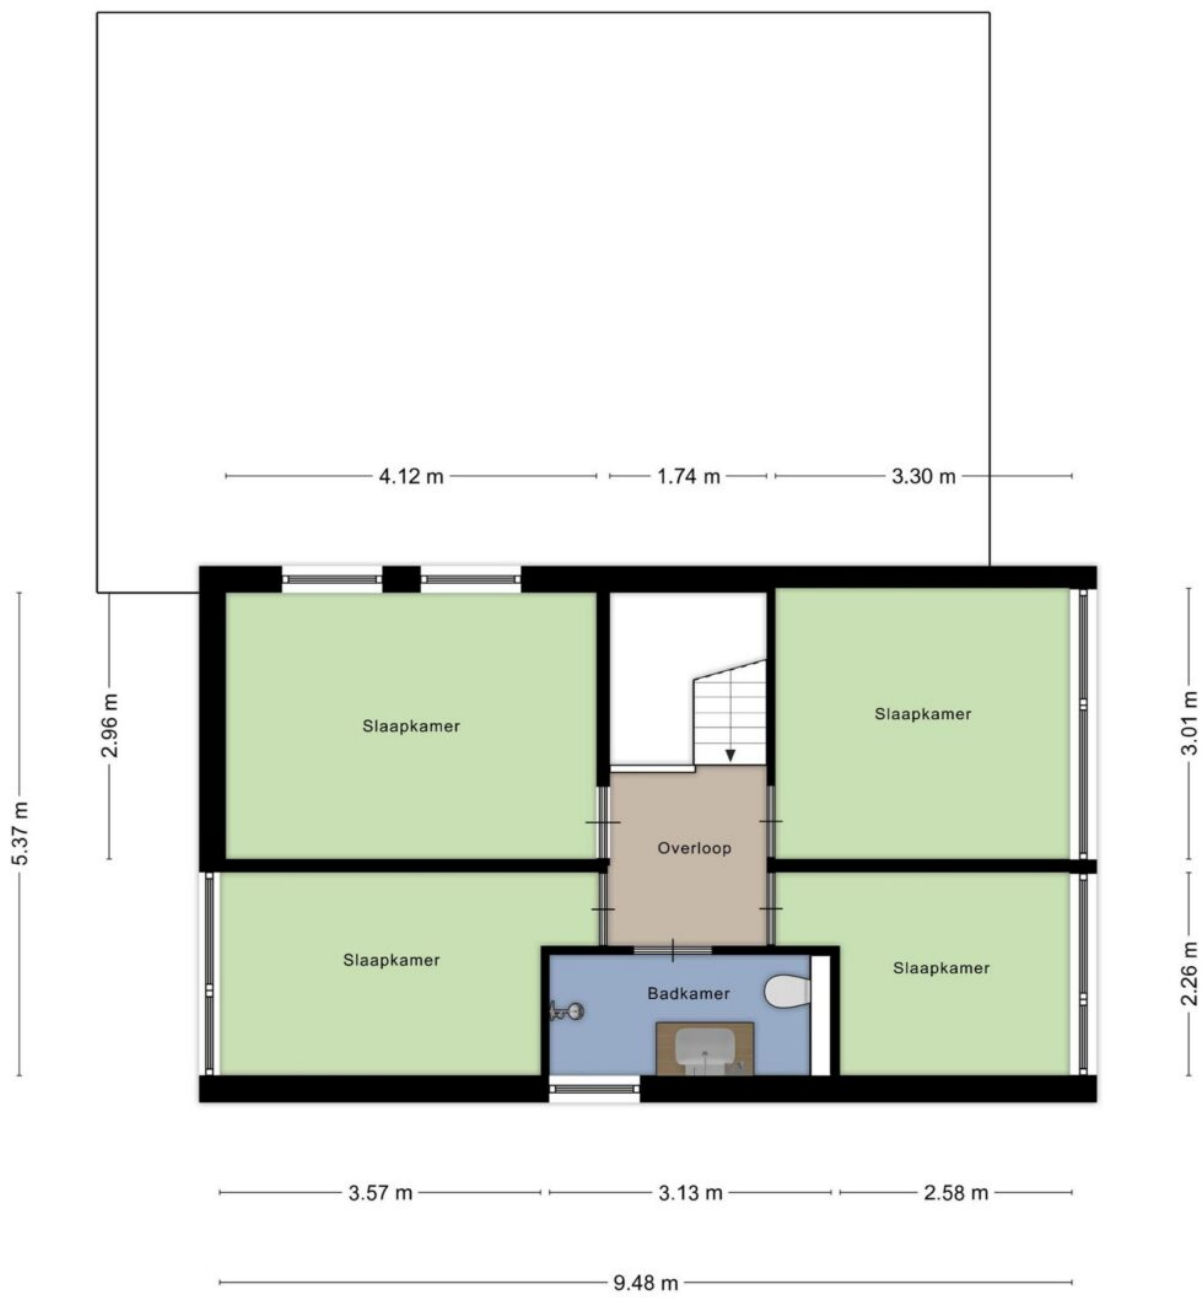 4.12 m
1.74 m
3.30 m
Slaapkamer
Slaapkamer
2.96 m
3.01 m
5.37 m
Overloop
Slaapkamer
Badkamer
Slaapkamer
2.26 m
3.57 m
3.13 m
2.58 m
9.48 m